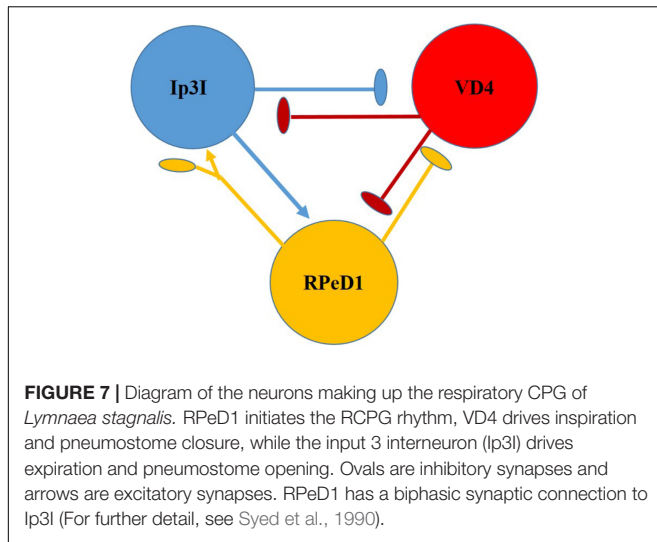 Ip3I
VD4
RPeD1
FIGURE 7 | Diagram of the neurons making up the respiratory CPG of
Lymnaea stagnalis. RPeD1 initiates the RCPG rhythm, VD4 drives inspiration
and pneumostome closure, while the input 3 interneuron (Ip3I) drives
expiration and pneumostome opening. Ovals are inhibitory synapses and
arrows are excitatory synapses. RPeD1 has a biphasic synaptic connection to
Ip3I (For further detail, see Syed et al., 1990).